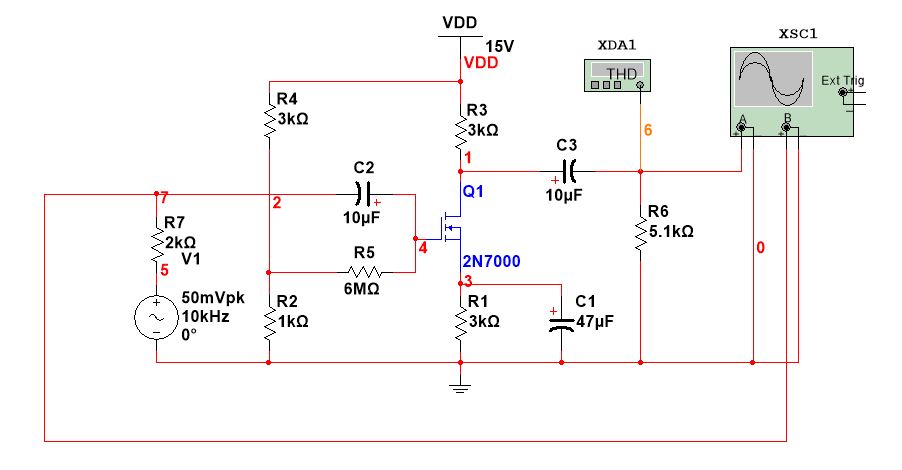 VDD
15V
VDD
XDA1
THD
XSC1
Ext Trig
A
B
R4
3kΩ
R3
3kΩ
1
6
C3
10µF
C2
10µF
Q1
7
2
R7
2kΩ
V1
5
4
R5
6MΩ
2N7000
3
R6
5.1kΩ
0
50mVpk
10kHz
0°
R2
1kΩ
R1
3kΩ
C1
47µF